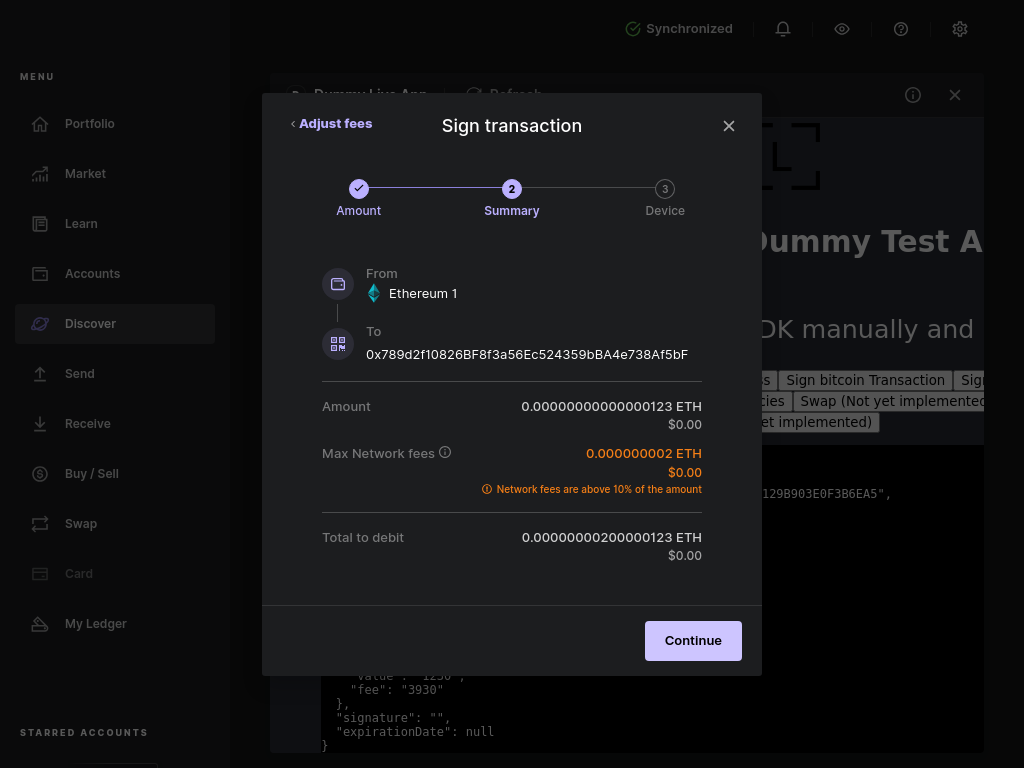 Synchronized
MENU
Portfolio
Market
Learn
Accounts
Discover
Send
Receive
Buy / Sell
Swap
Card
My Ledger
STARRED ACCOUNTS
Dummy Live App
Refresh
Adjust fees
Sign transaction
2
3
Amount
Summary
Device
From
Ethereum 1
To
0x789d2f10826BF8f3a56Ec524359bBA4e738Af5bF
Amount
0.00000000000000123 ETH
$0.00
Max Network fees
0.000000002 ETH
$0.00
Network fees are above 10% of the amount
Total to debit
0.00000000200000123 ETH
$0.00
Continue
L
Dummy Test A
DK manually and
ss
Sign bitcoin Transaction
Sign
cies
Swap (Not yet implemented
et implemented)
129B903E0F3B6EA5",
"value": "1230",
"fee": "3930"
},
"signature": "",
"expirationDate": null
}